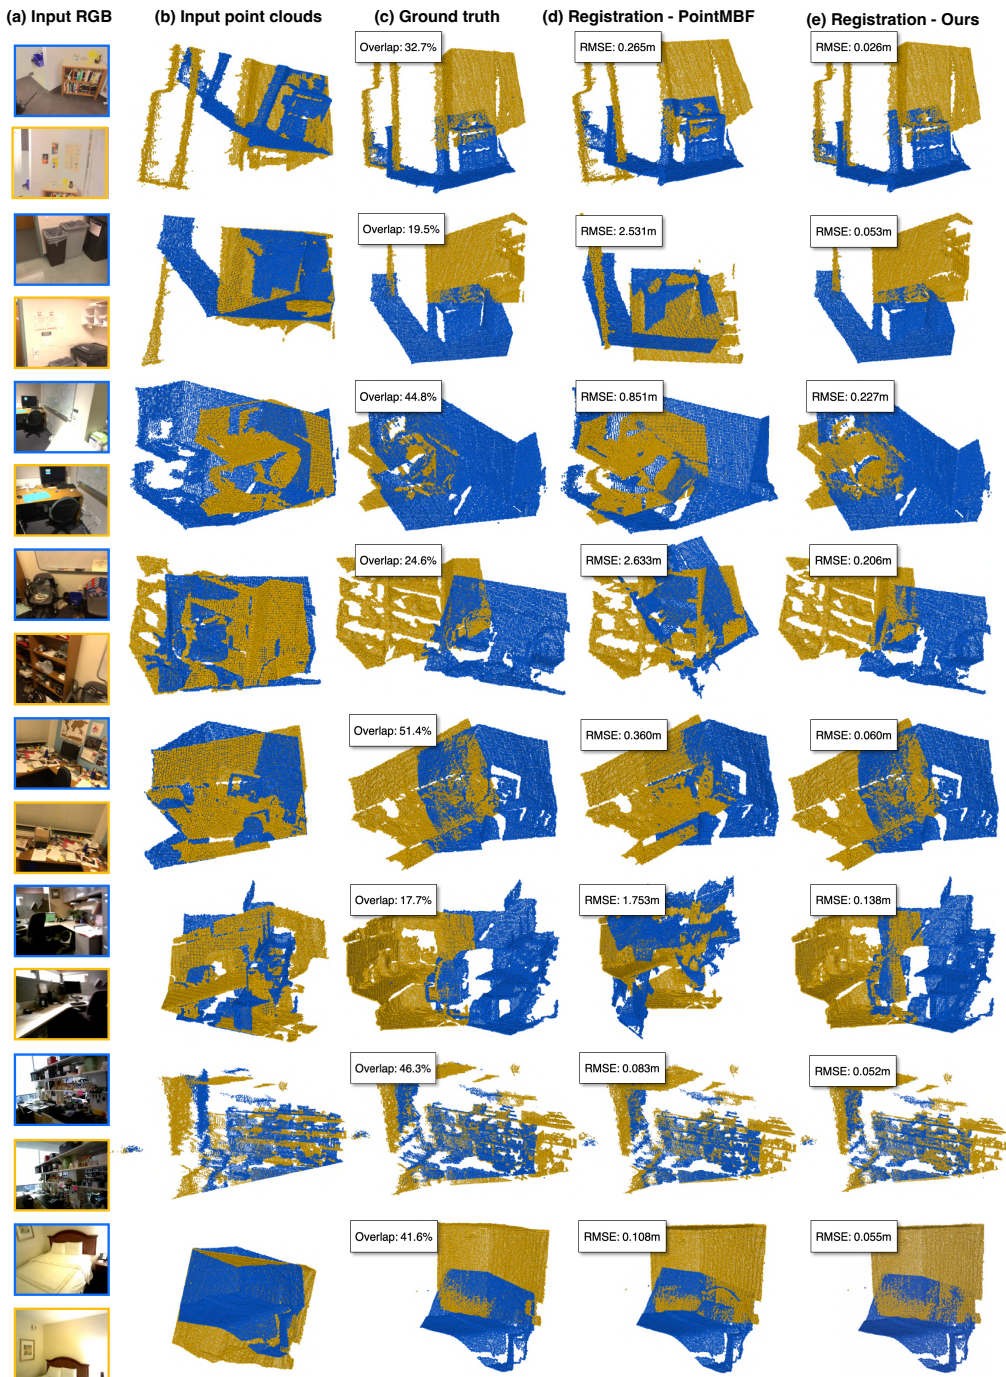 (a) Input RGB (b) Input point clouds (c) Ground truth (d) Registration - PointMBF (e) Registration - Ours
Overlap: 32.7% RMSE: 0.265m RMSE: 0.026m
Overlap: 19.5% RMSE: 2.531m RMSE: 0.053m
Overlap: 44.8% RMSE: 0.851m RMSE: 0.227m
Overlap: 24.6% RMSE: 2.633m RMSE: 0.206m
Overlap: 51.4% RMSE: 0.360m RMSE: 0.060m
Overlap: 17.7% RMSE: 1.753m RMSE: 0.138m
Overlap: 46.3% RMSE: 0.083m RMSE: 0.052m
Overlap: 41.6% RMSE: 0.108m RMSE: 0.055m